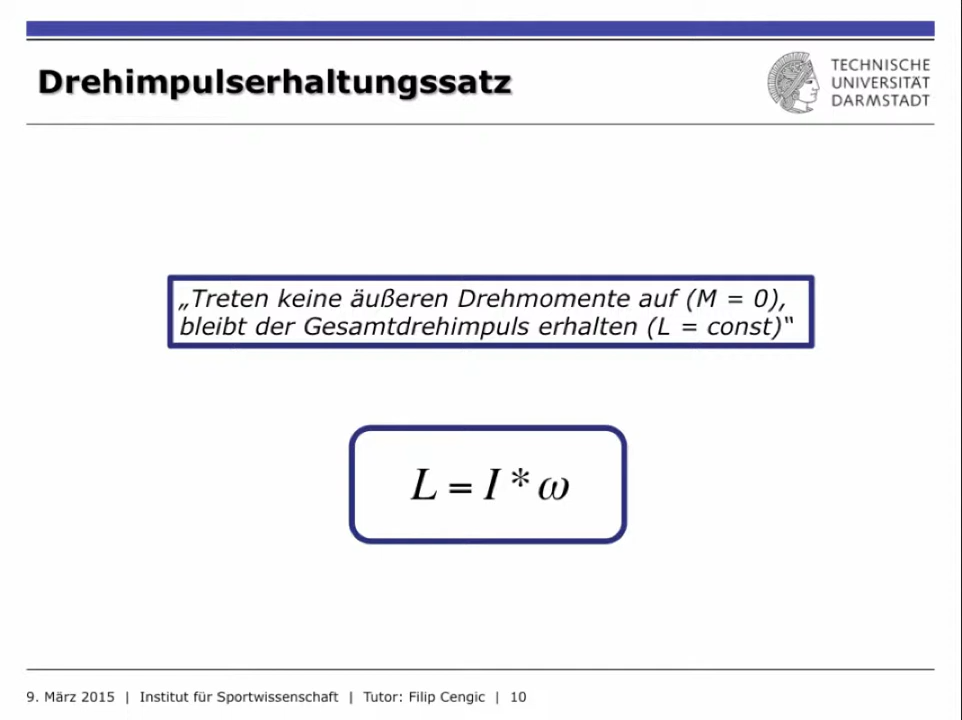 Drehimpulserhaltungssatz
TECHNISCHE
UNIVERSITÄT
DARMSTADT
„Treten keine äußeren Drehmomente auf (M = 0),
bleibt der Gesamtdrehimpuls erhalten (L = const)“
L = I * ω
9. März 2015 | Institut für Sportwissenschaft | Tutor: Filip Cengic | 10